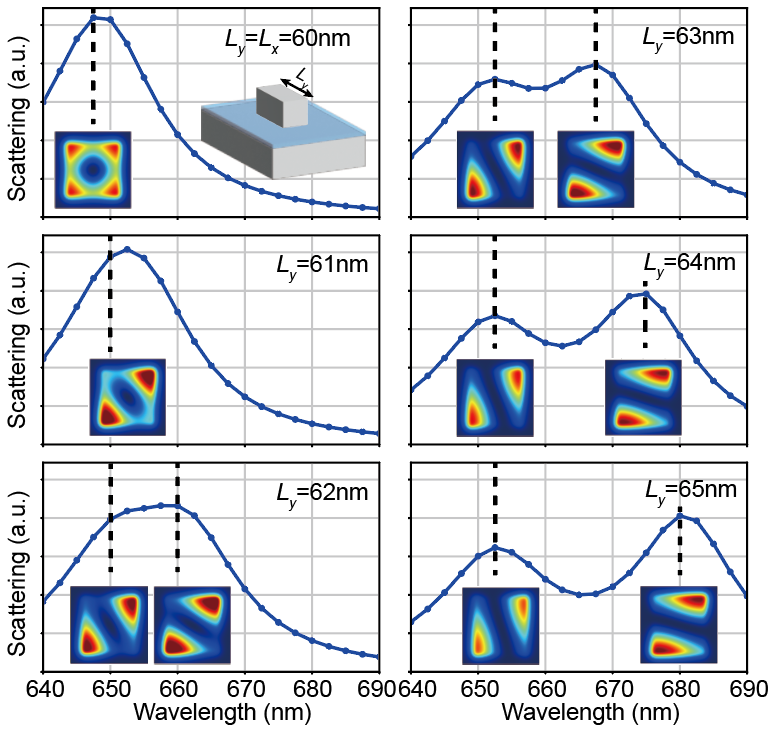 Scattering (a.u.)
Ly=Lx=60nm
Ly
Ly=63nm
Scattering (a.u.)
Ly=61nm
Ly=64nm
Scattering (a.u.)
Ly=62nm
Ly=65nm
640 650 660 670 680 690
640 650 660 670 680 690
Wavelength (nm)
Wavelength (nm)